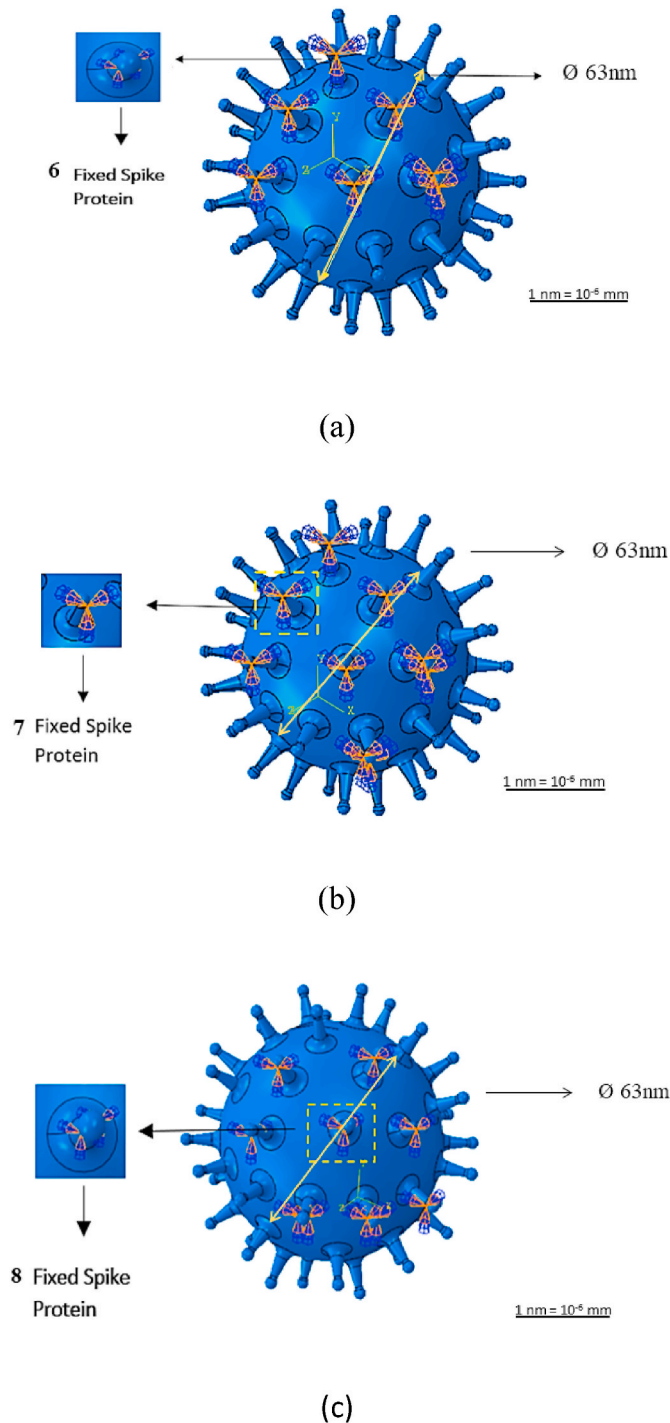 Ø 63nm
6 Fixed Spike
Protein
Y
Z
1 nm = 10⁻⁶ mm
(a)
Ø 63nm
7 Fixed Spike
Protein
X
1 nm = 10⁻⁶ mm
(b)
Ø 63nm
8 Fixed Spike
Protein
1 nm = 10⁻⁶ mm
(c)